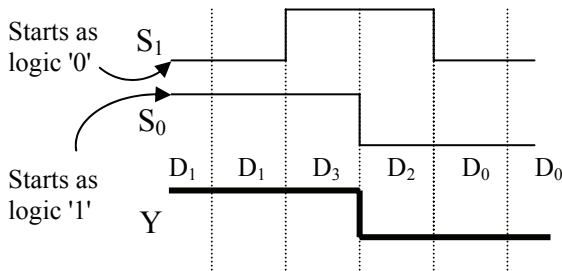 Starts as
logic '0'
S₁
S₀
D₁ D₁ D₃ D₂ D₀ D₀
Starts as
logic '1'
Y